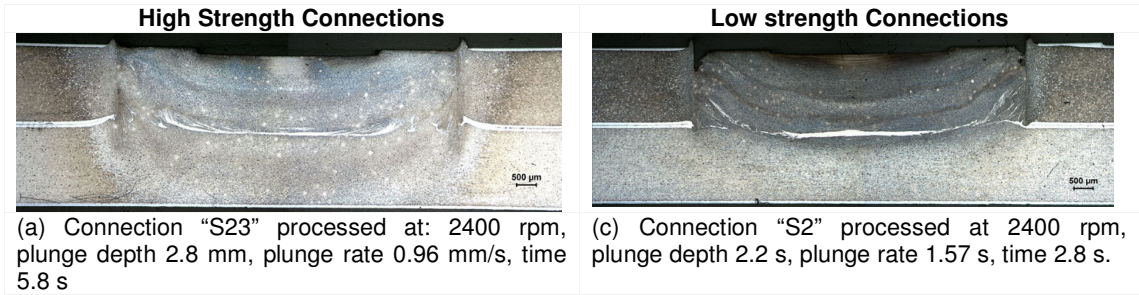 High Strength Connections
Low strength Connections
500 µm
500 µm
(a) Connection “S23” processed at: 2400 rpm,
plunge depth 2.8 mm, plunge rate 0.96 mm/s, time
5.8 s
(c) Connection “S2” processed at 2400 rpm,
plunge depth 2.2 s, plunge rate 1.57 s, time 2.8 s.